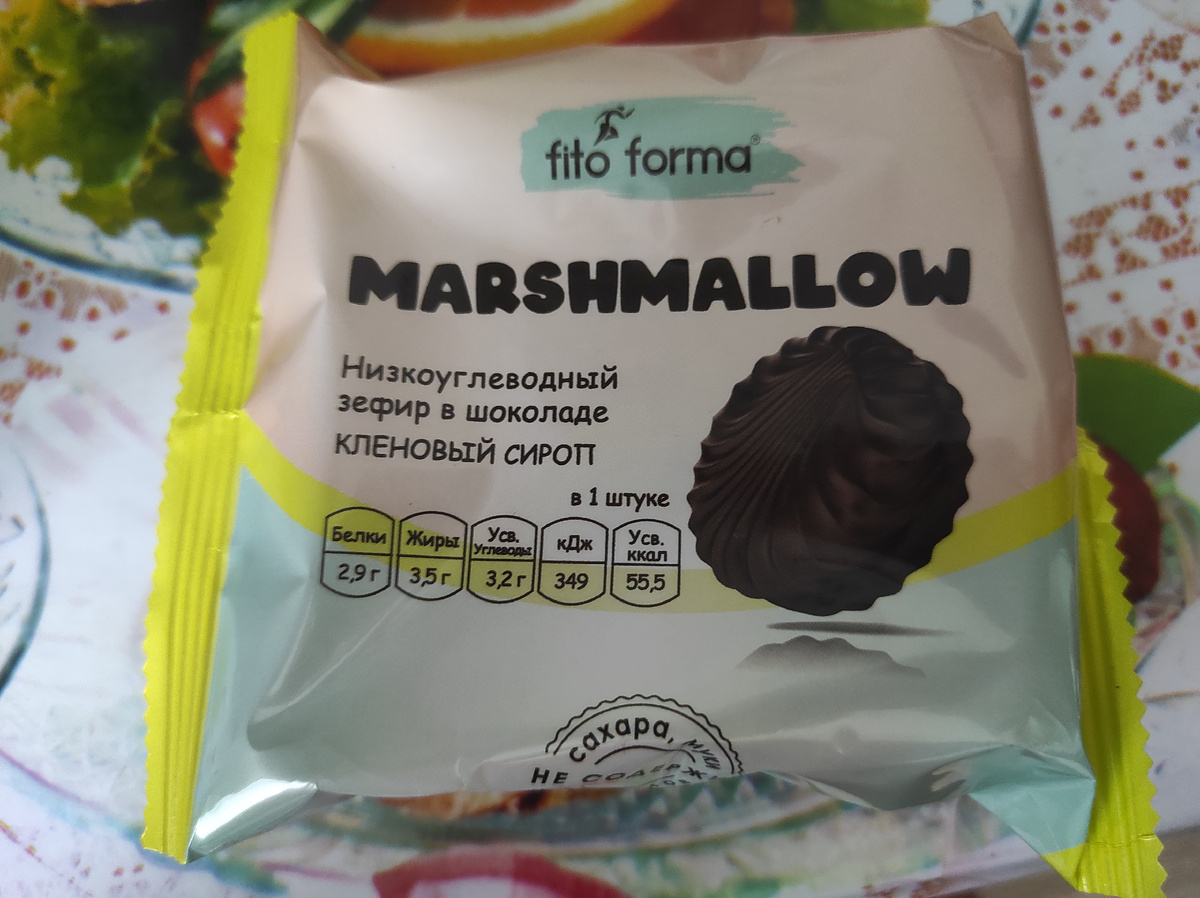 fito forma®
MARSHMALLOW
Низкоуглеводный
зефир в шоколаде
КЛЕНОВЫЙ СИРОП
в 1 штуке
Белки Жиры Усв. Углеводы кДж Усв. ккал
2,9 г 3,5 г 3,2 г 349 55,5
сахара,
НЕ